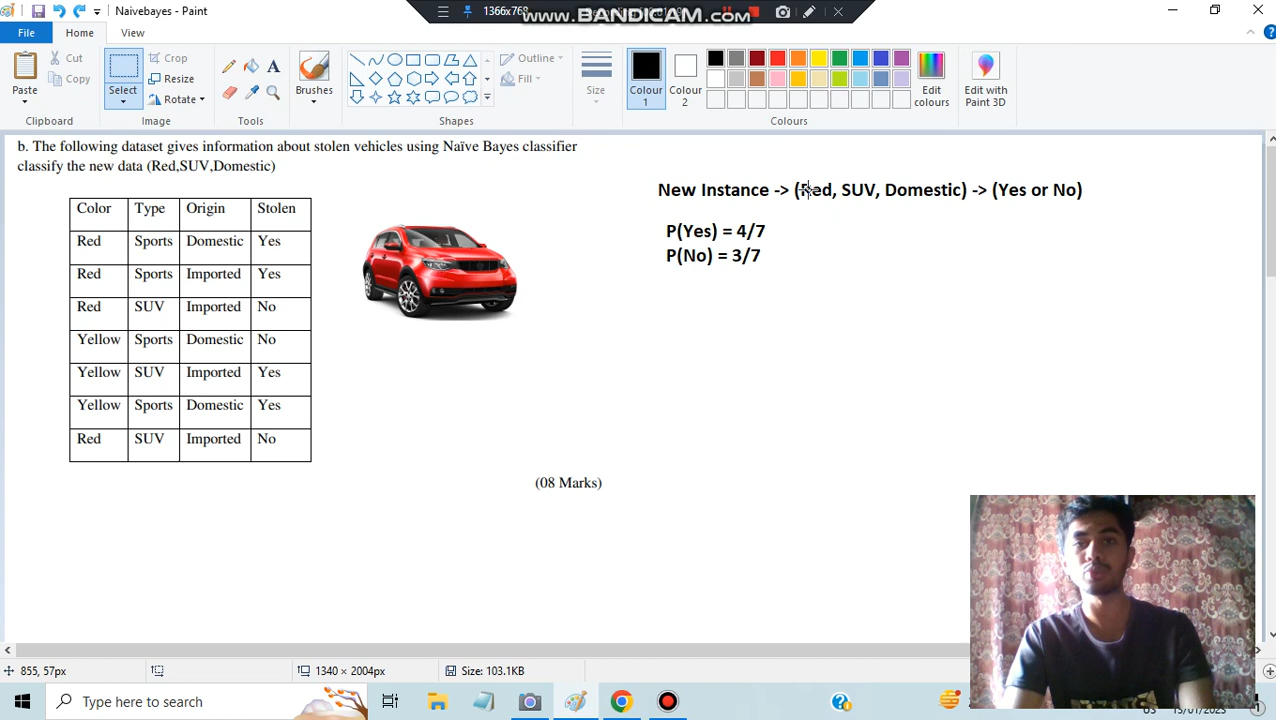 Naivebayes - Paint
1366x768
www.BANDICAM.com
File Home View
Paste
Cut
Copy
Clipboard
Select
Crop
Resize
Rotate
Image
Tools
Brushes
Outline
Fill
Shapes
Size
Colour 1
Colour 2
Edit colours
Colours
Edit with Paint 3D
b. The following dataset gives information about stolen vehicles using Naïve Bayes classifier
classify the new data (Red,SUV,Domestic)
Color Type Origin Stolen
Red Sports Domestic Yes
Red Sports Imported Yes
Red SUV Imported No
Yellow Sports Domestic No
Yellow SUV Imported Yes
Yellow Sports Domestic Yes
Red SUV Imported No
(08 Marks)
New Instance -> (Red, SUV, Domestic) -> (Yes or No)
P(Yes) = 4/7
P(No) = 3/7
855, 57px
1340 × 2004px
Size: 103.1KB
Type here to search
15/01/2023